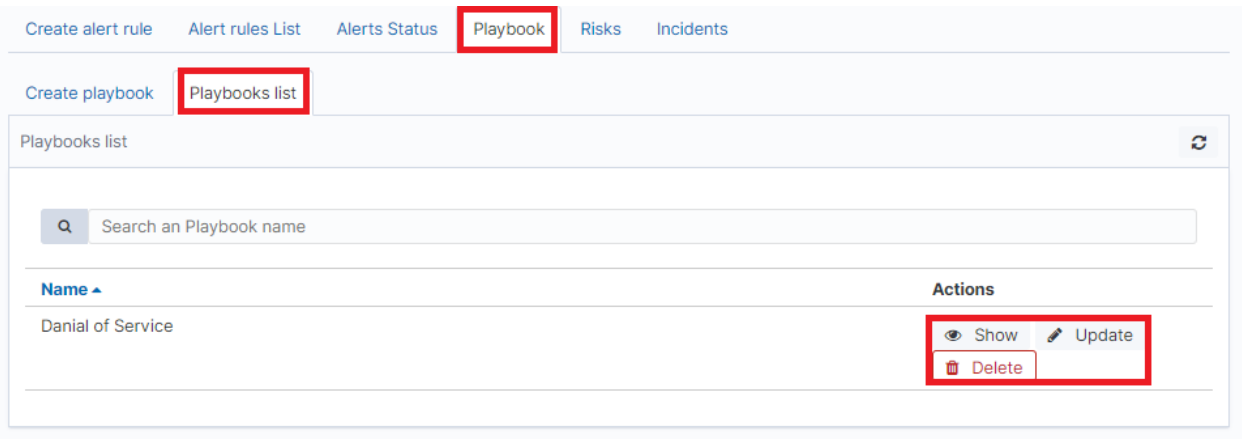 Create alert rule Alert rules List Alerts Status Playbook Risks Incidents
Create playbook Playbooks list
Playbooks list
Search an Playbook name
Name Actions
Danial of Service
Show Update
Delete